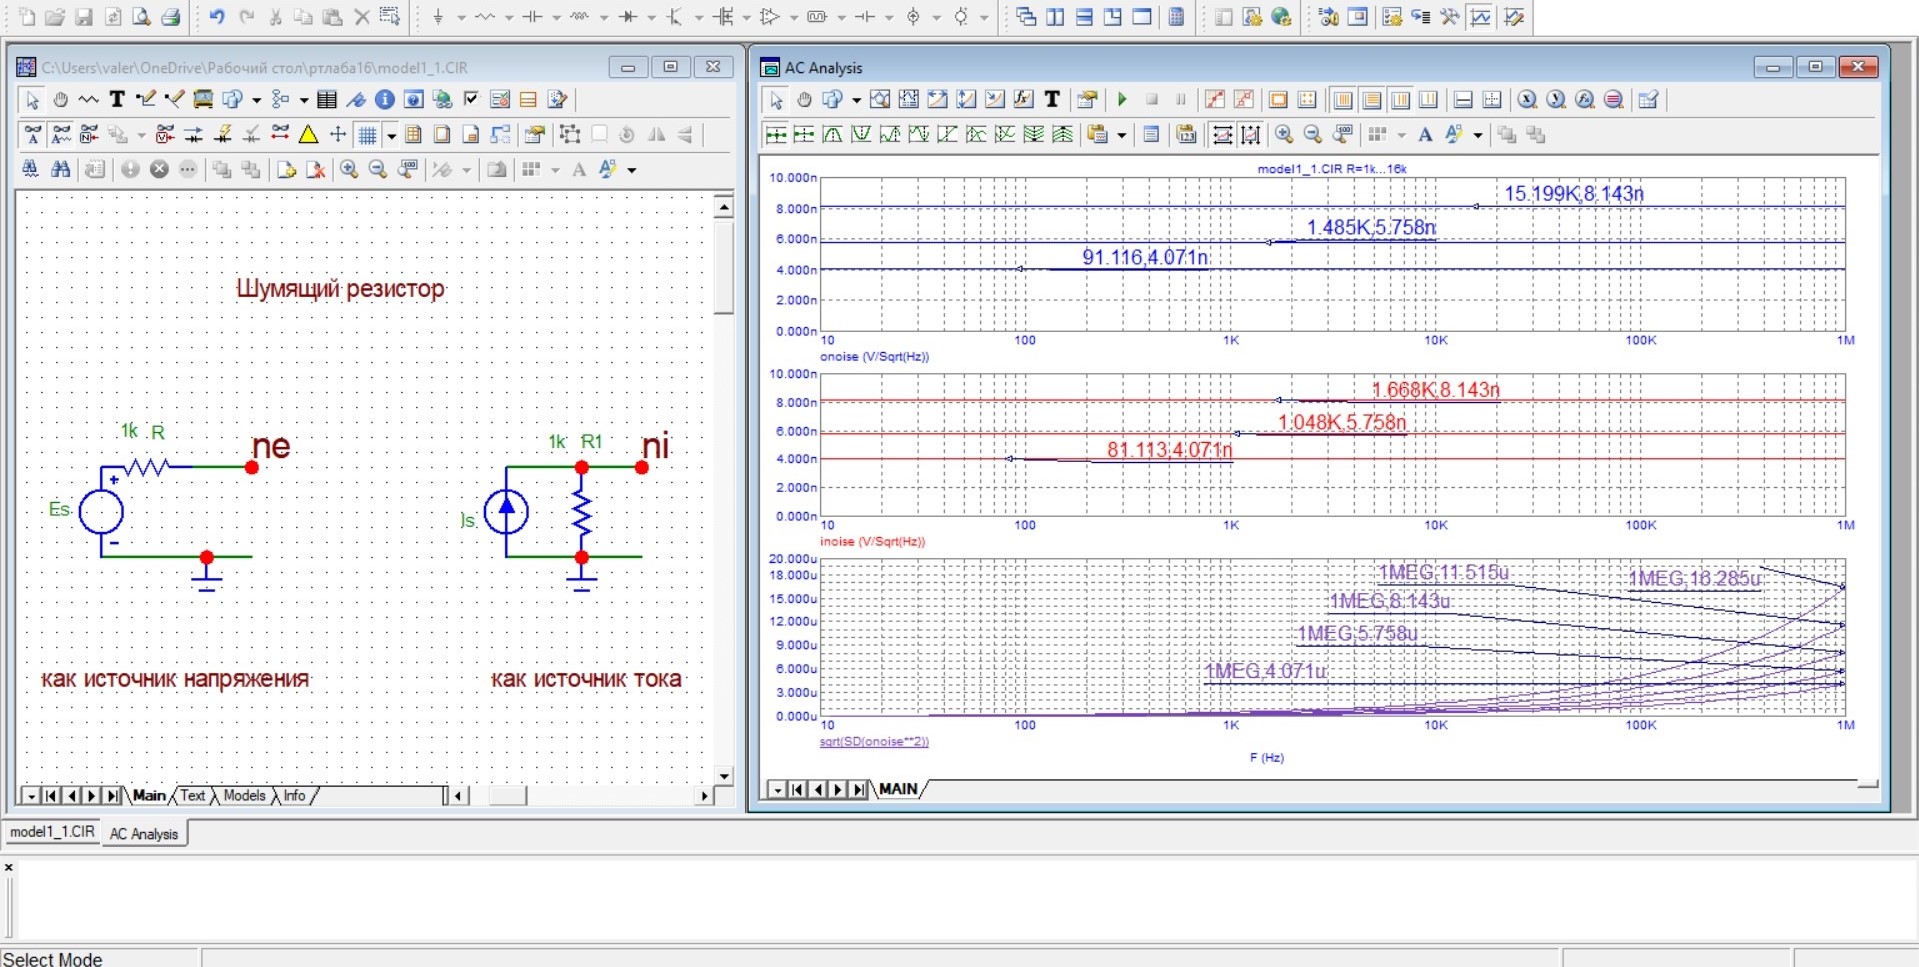 C:\Users\valer\OneDrive\Рабочий стол\ртлаба16\model1_1.CIR
Шумящий резистор
1k R
ne
Es
1k R1
ni
Is
как источник напряжения
как источник тока
Main Text Models Info
AC Analysis
model1_1.CIR R=1k...16k
10.000n
8.000n
6.000n
4.000n
2.000n
0.000n
15.199K,8.143n
1.485K,5.758n
91.116,4.071n
10 100 1K 10K 100K 1M
onoise (V/Sqrt(Hz))
10.000n
8.000n
6.000n
4.000n
2.000n
0.000n
1.668K,8.143n
1.048K,5.758n
81.113,4.071n
10 100 1K 10K 100K 1M
inoise (V/Sqrt(Hz))
20.000u
18.000u
15.000u
12.000u
9.000u
6.000u
3.000u
0.000u
1MEG,11.515u
1MEG,16.285u
1MEG,8.143u
1MEG,5.758u
1MEG,4.071u
10 100 1K 10K 100K 1M
sqrt(SD(onoise**2))
F (Hz)
MAIN
model1_1.CIR AC Analysis
Select Mode